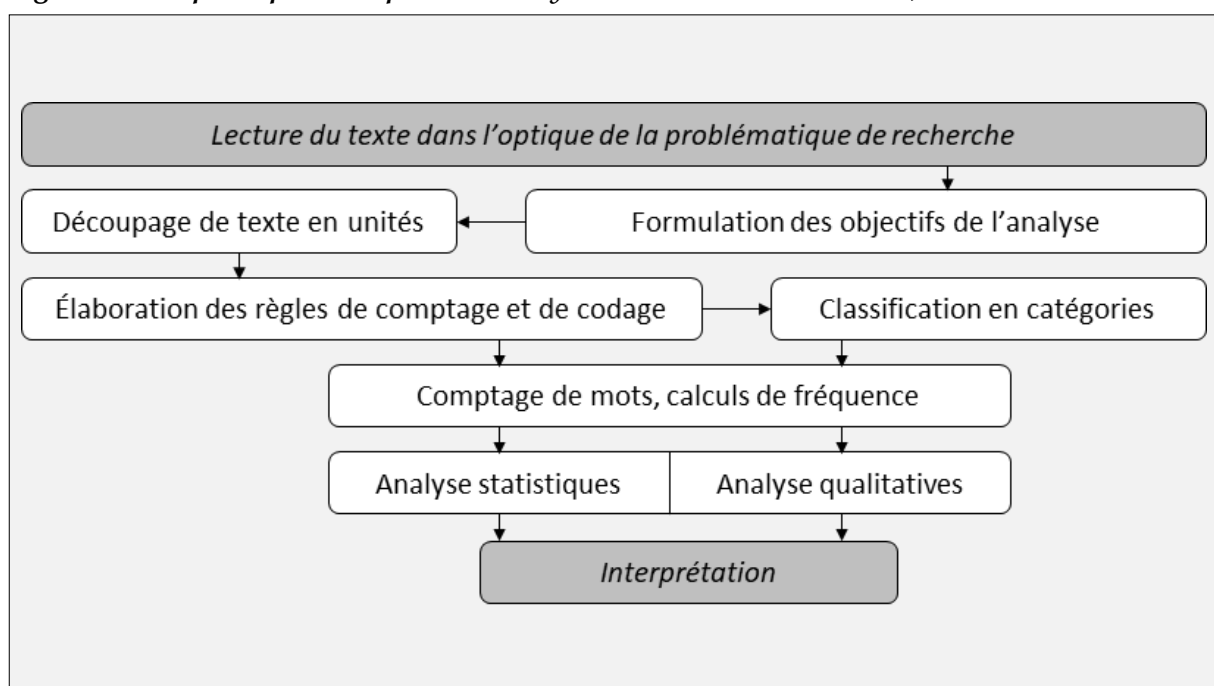 Lecture du texte dans l'optique de la problématique de recherche
Formulation des objectifs de l'analyse
Découpage de texte en unités
Élaboration des règles de comptage et de codage
Classification en catégories
Comptage de mots, calculs de fréquence
Analyse statistiques
Analyse qualitatives
Interprétation